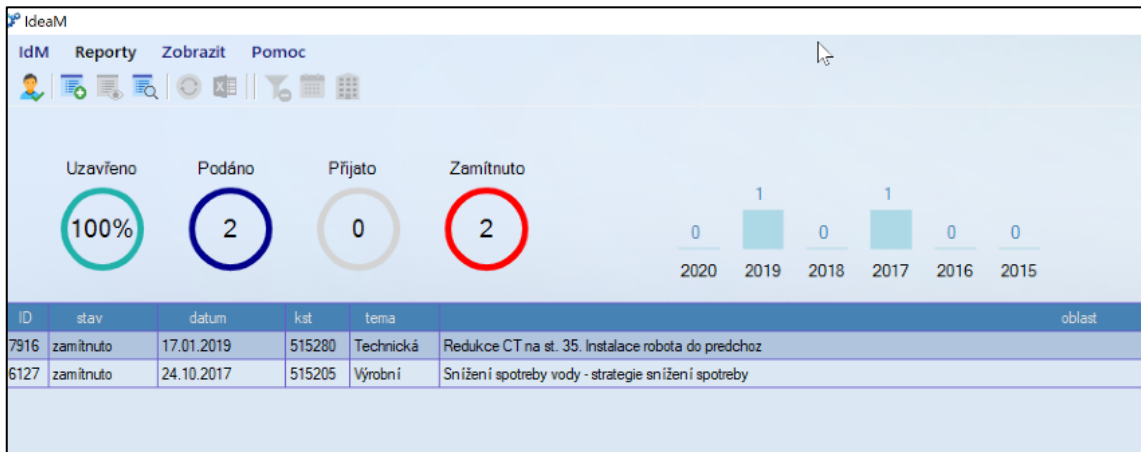 IdeaM
IdM Reporty Zobrazit Pomoc
Uzavřeno Podáno Přijato Zamítnuto
100% 2 0 2
1 1
0 0 0 0
2020 2019 2018 2017 2016 2015
ID stav datum kst tema oblast
7916 zamítnuto 17.01.2019 515280 Technická Redukce CT na st. 35. Instalace robota do predchoz
6127 zamítnuto 24.10.2017 515205 Výrobní Snížení spotreby vody - strategie snížení spotreby